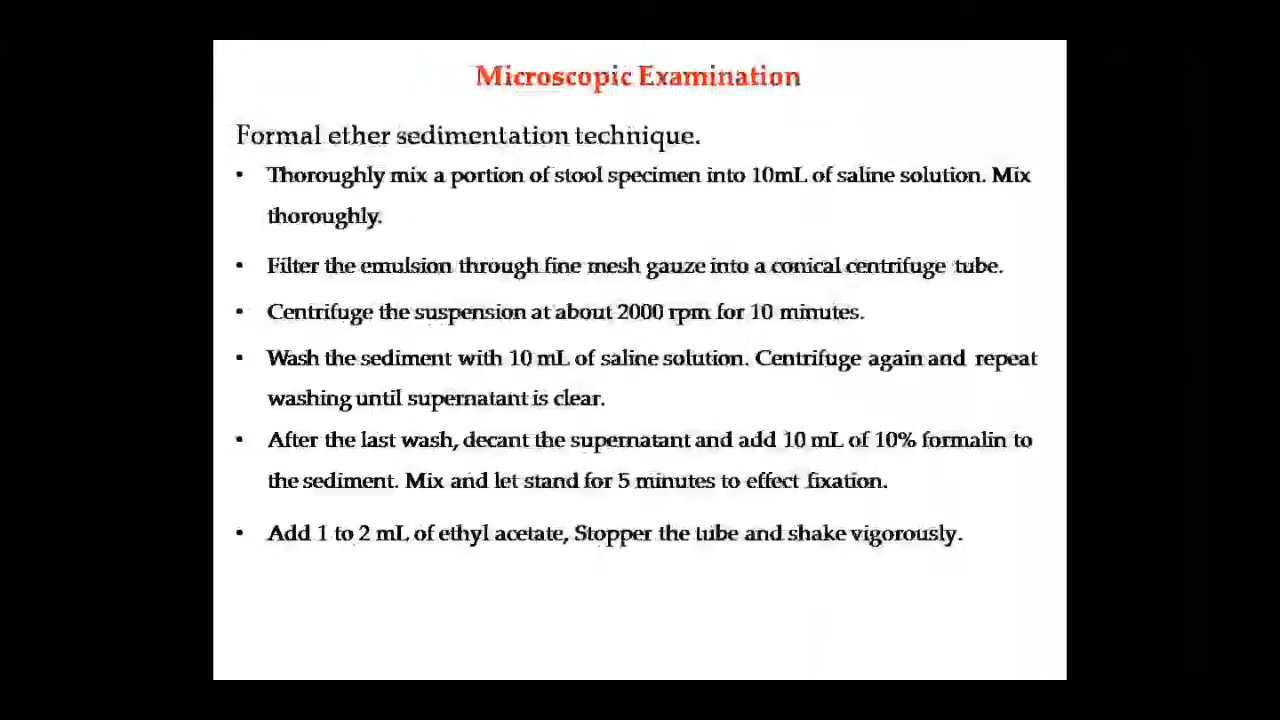 Microscopic Examination
Formal ether sedimentation technique.
• Thoroughly mix a portion of stool specimen into 10mL of saline solution. Mix
thoroughly.
• Filter the emulsion through fine mesh gauze into a conical centrifuge tube.
• Centrifuge the suspension at about 2000 rpm for 10 minutes.
• Wash the sediment with 10 mL of saline solution. Centrifuge again and repeat
washing until supernatant is clear.
• After the last wash, decant the supernatant and add 10 mL of 10% formalin to
the sediment. Mix and let stand for 5 minutes to effect fixation.
• Add 1 to 2 mL of ethyl acetate, Stopper the tube and shake vigorously.